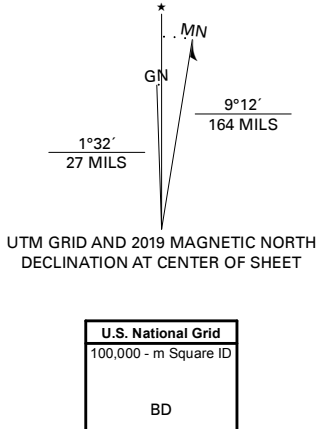 ★
MN
GN
9°12´
164 MILS
1°32´
27 MILS
UTM GRID AND 2019 MAGNETIC NORTH
DECLINATION AT CENTER OF SHEET
U.S. National Grid
100,000 - m Square ID
BD